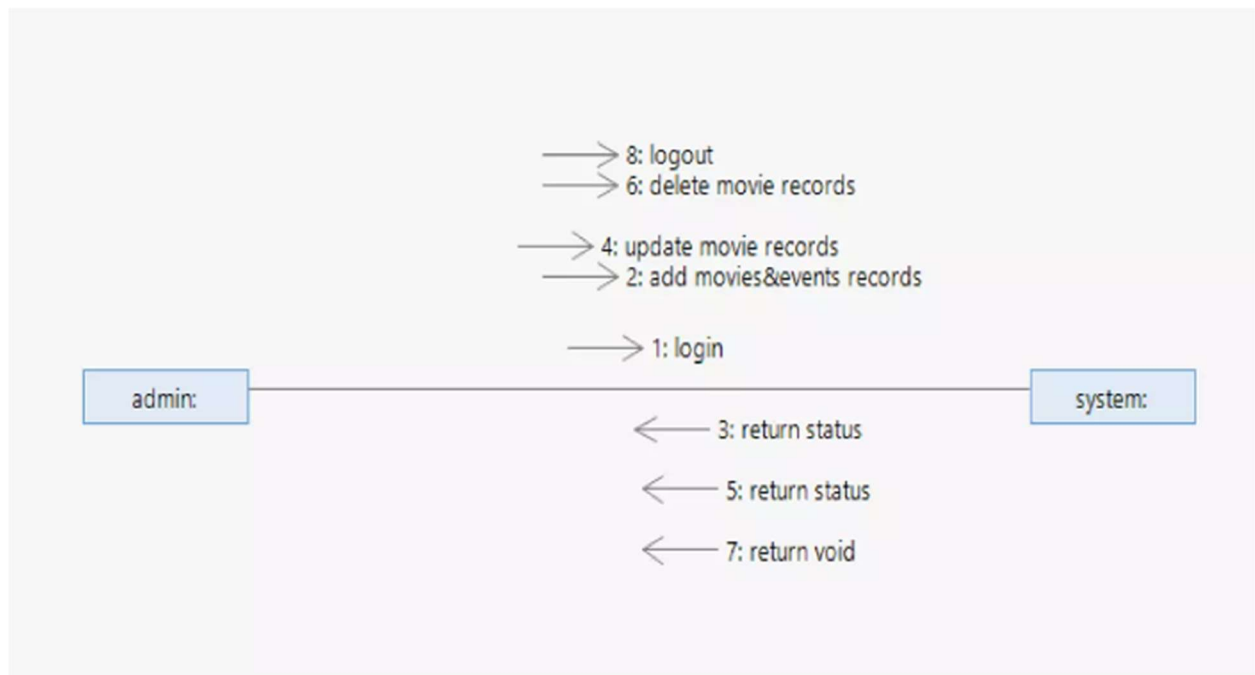 8: logout
6: delete movie records
4: update movie records
2: add movies&events records
1: login
admin:
system:
3: return status
5: return status
7: return void